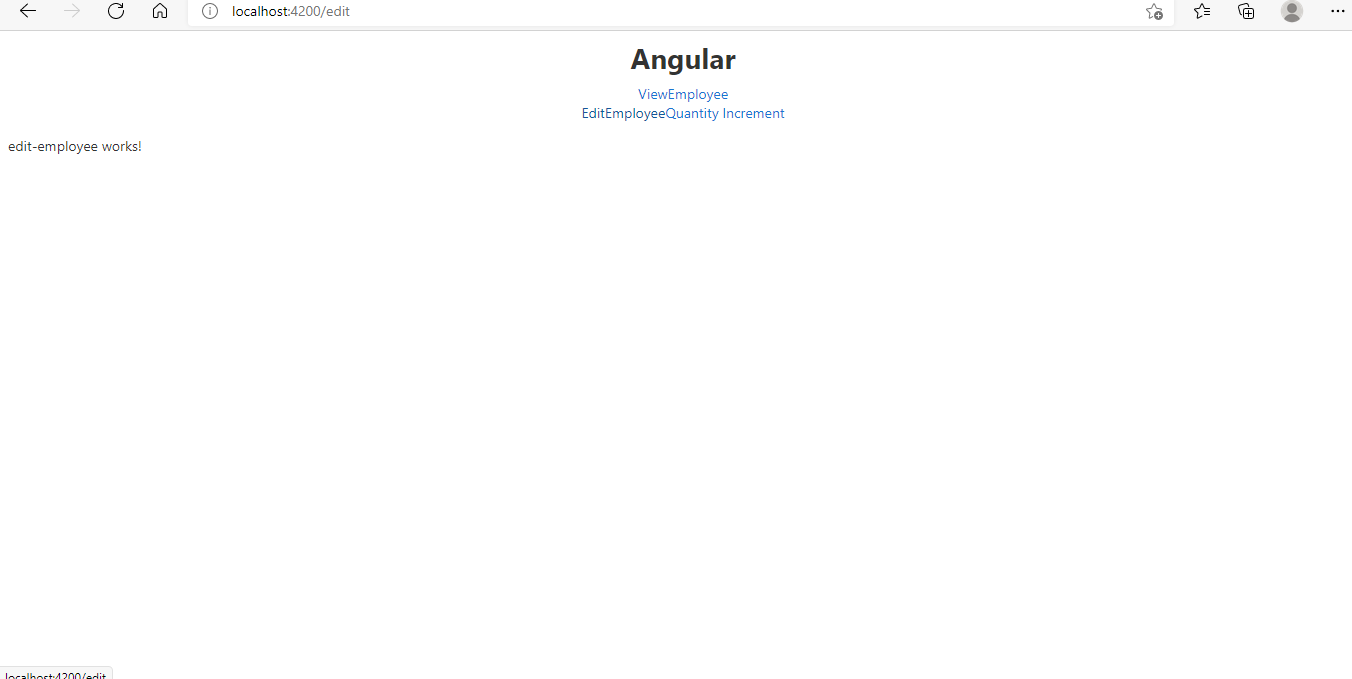 localhost:4200/edit
Angular
ViewEmployee
EditEmployeeQuantity Increment
edit-employee works!
localhost:4200/edit